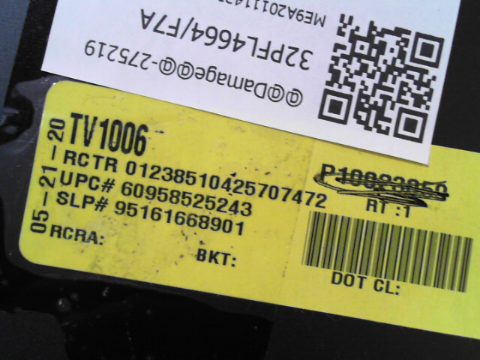 32PFL4664/F7A
@@Damage@@-275219
05-21-20
TV1006
RCTR 01238510425707472
UPC# 60958525243
SLP# 95161668901
RCRA:
BKT:
RT :1
DOT CL: